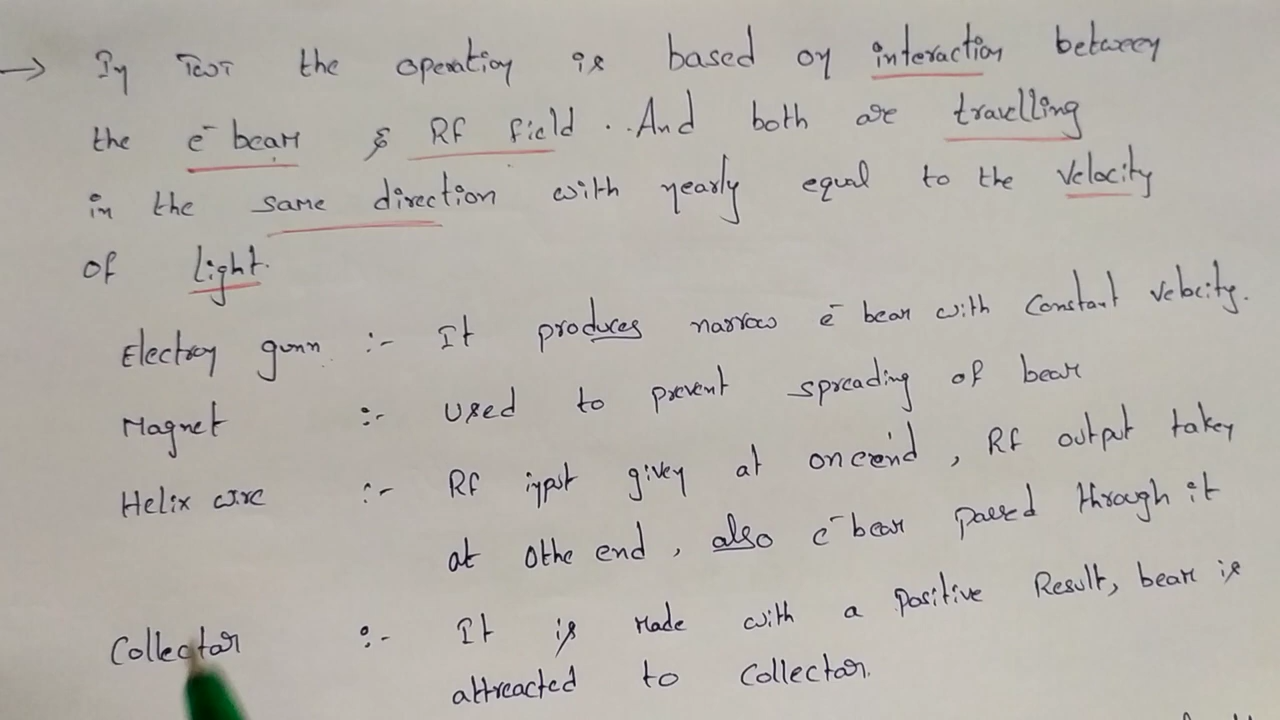 → In TWT the operation is based on interaction between
the e⁻ beam & RF field. And both are travelling
in the same direction with nearly equal to the velocity
of light.
Electron gunn :- It produces narrow e⁻ beam with Constant velocity.
Magnet :- Used to prevent spreading of beam
Helix wire :- RF input given at one end, RF output taken
at othe end, also e⁻ beam passed through it
Collector :- It is Made with a Positive Result, beam is
attreacted to Collector.